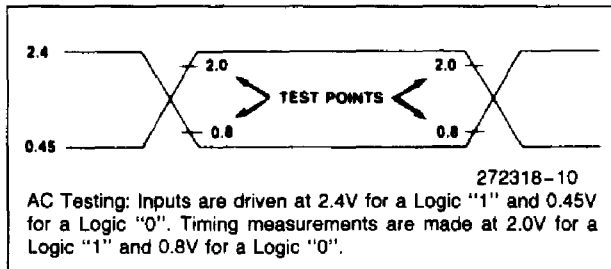 2.4
2.0
2.0
TEST POINTS
0.8
0.8
0.45
272318-10
AC Testing: Inputs are driven at 2.4V for a Logic "1" and 0.45V
for a Logic "0". Timing measurements are made at 2.0V for a
Logic "1" and 0.8V for a Logic "0".